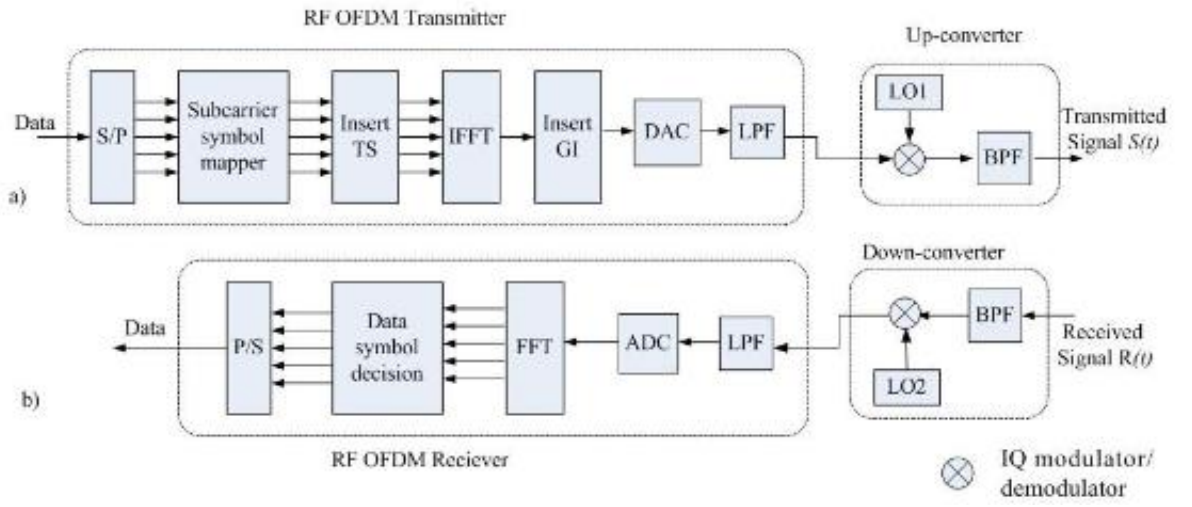 RF OFDM Transmitter
Up-converter
Data
S/P
Subcarrier
symbol
mapper
Insert
TS
IFFT
Insert
GI
DAC
LPF
LO1
BPF
Transmitted
Signal S(t)
a)
Down-converter
Data
P/S
Data
symbol
decision
FFT
ADC
LPF
BPF
LO2
Received
Signal R(t)
b)
RF OFDM Reciever
IQ modulator/
demodulator